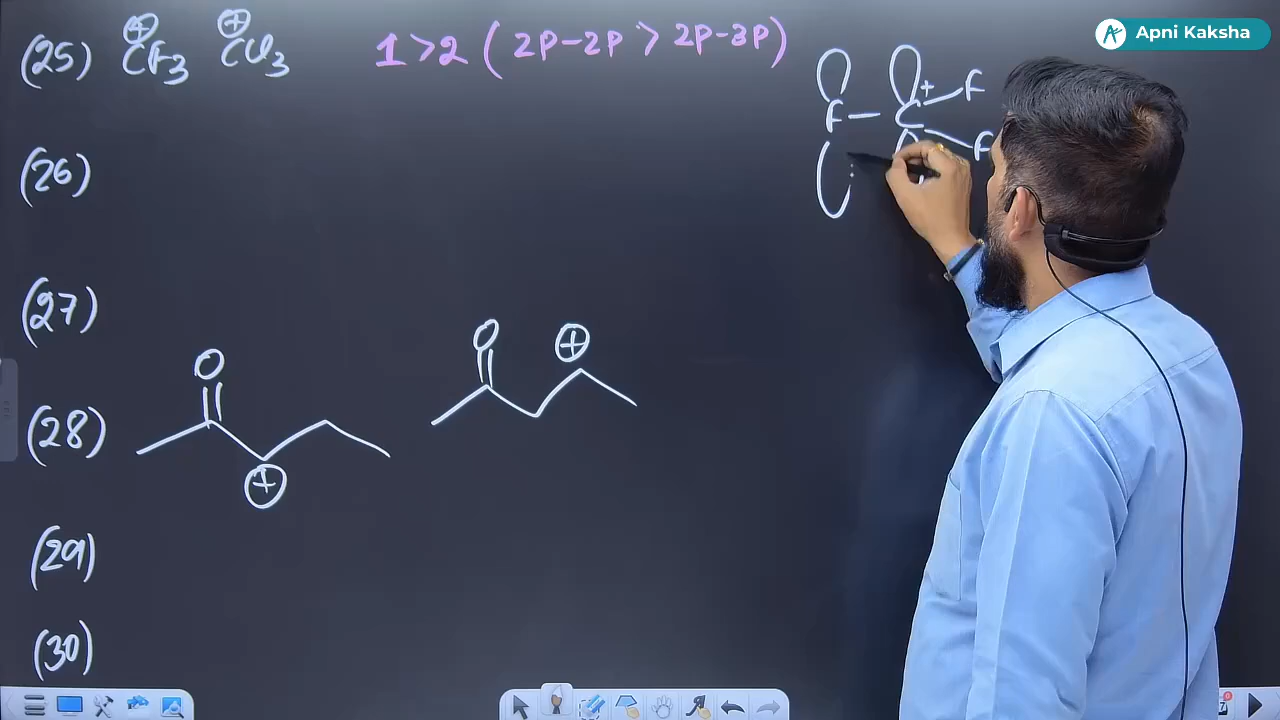 Apni Kaksha
(25) ⊕CF3 ⊕CCl3 1 > 2 ( 2p-2p > 2p-3p )
F-C+ F F
(26)
(27)
(28) O ⊕ O ⊕
(29)
(30)